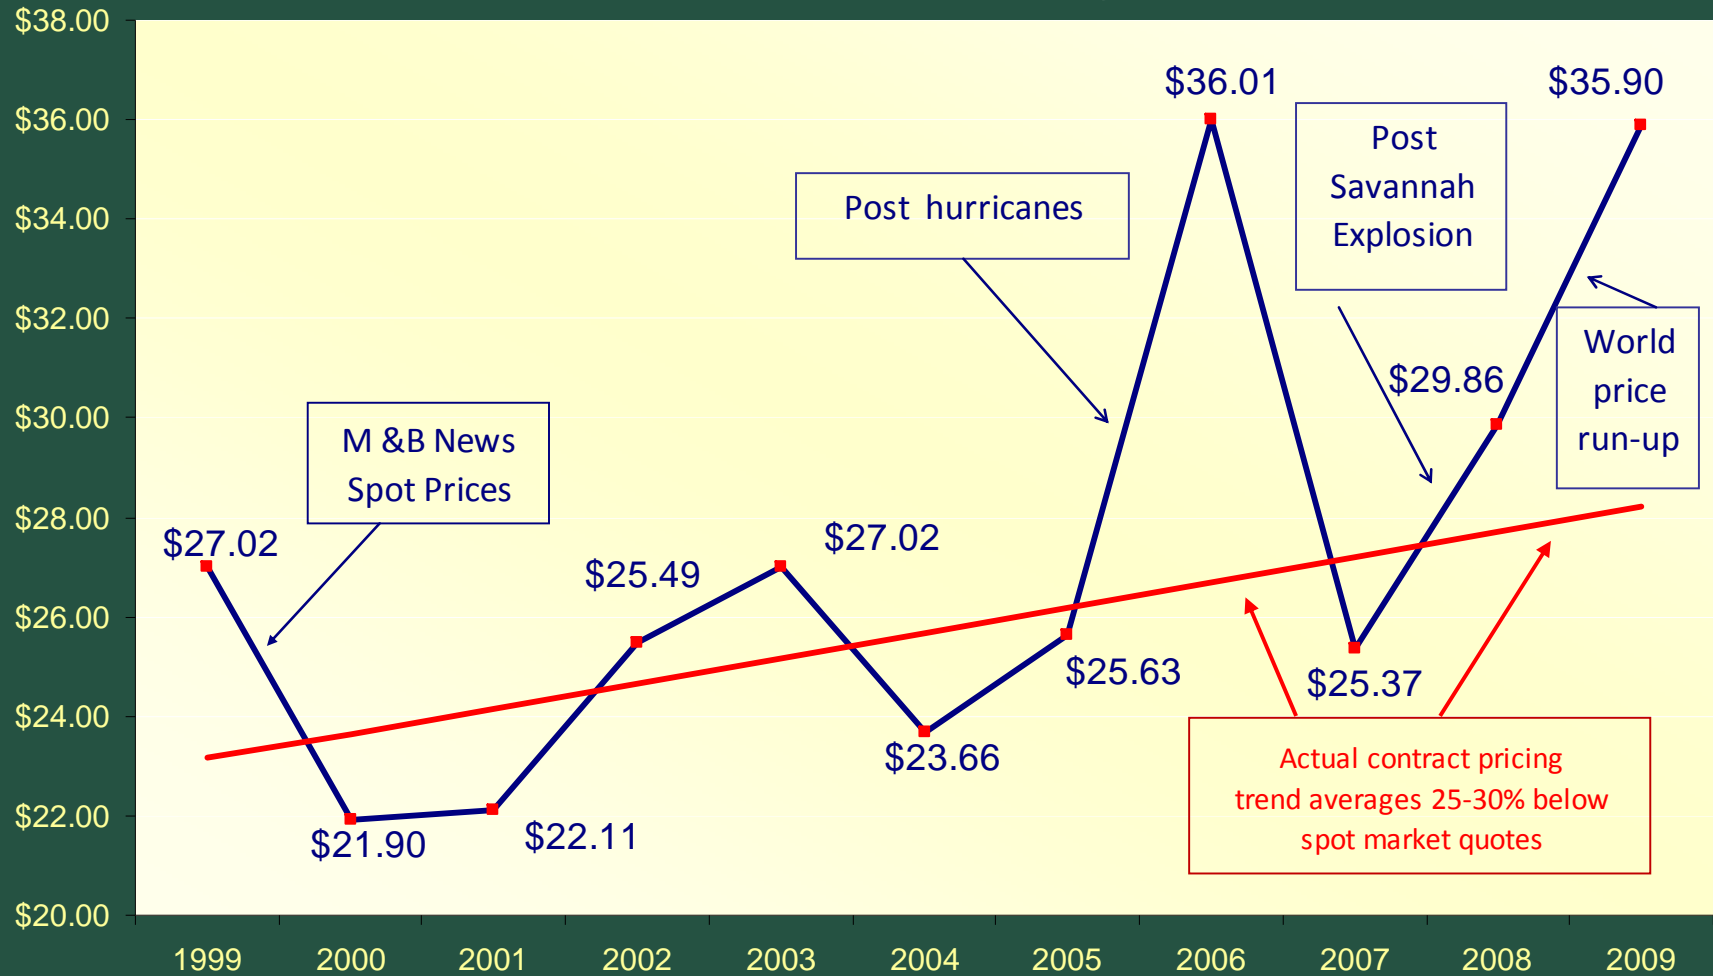 $38.00
$36.00
$34.00
$32.00
$30.00
$28.00
$26.00
$24.00
$22.00
$20.00
$27.02
$21.90
$22.11
$25.49
$27.02
$23.66
$25.63
$36.01
$25.37
$29.86
$35.90
M &B News
Spot Prices
Post hurricanes
Post
Savannah
Explosion
World
price
run-up
Actual contract pricing
trend averages 25-30% below
spot market quotes
1999 2000 2001 2002 2003 2004 2005 2006 2007 2008 2009